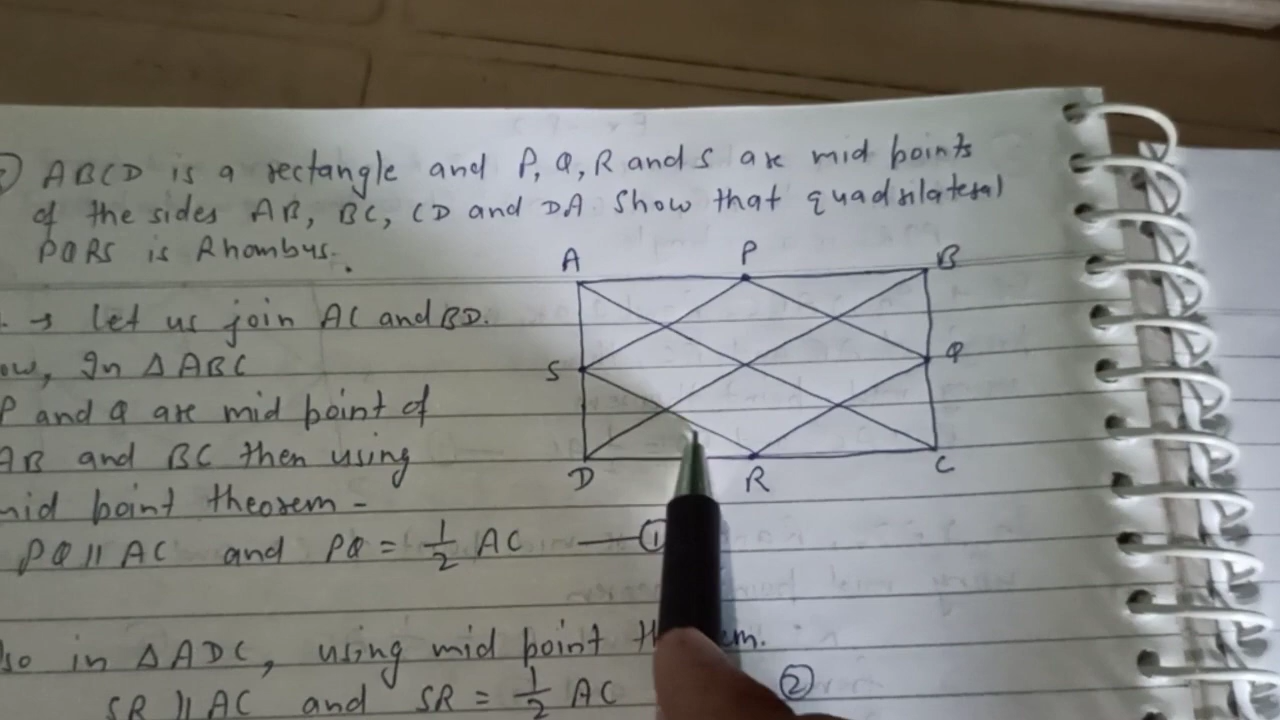 ABCD is a rectangle and P, Q, R and S are mid points
of the sides AB, BC, CD and DA. Show that quadrilateral
PQRS is Rhombus.
A P B
→ Let us join AC and BD.
In ΔABC
S Q
P and Q are mid point of
AB and BC then using
D R C
mid point theorem -
PQ || AC and PQ = 1/2 AC — ①
in ΔADC, using mid point
SR || AC and SR = 1/2 AC ②